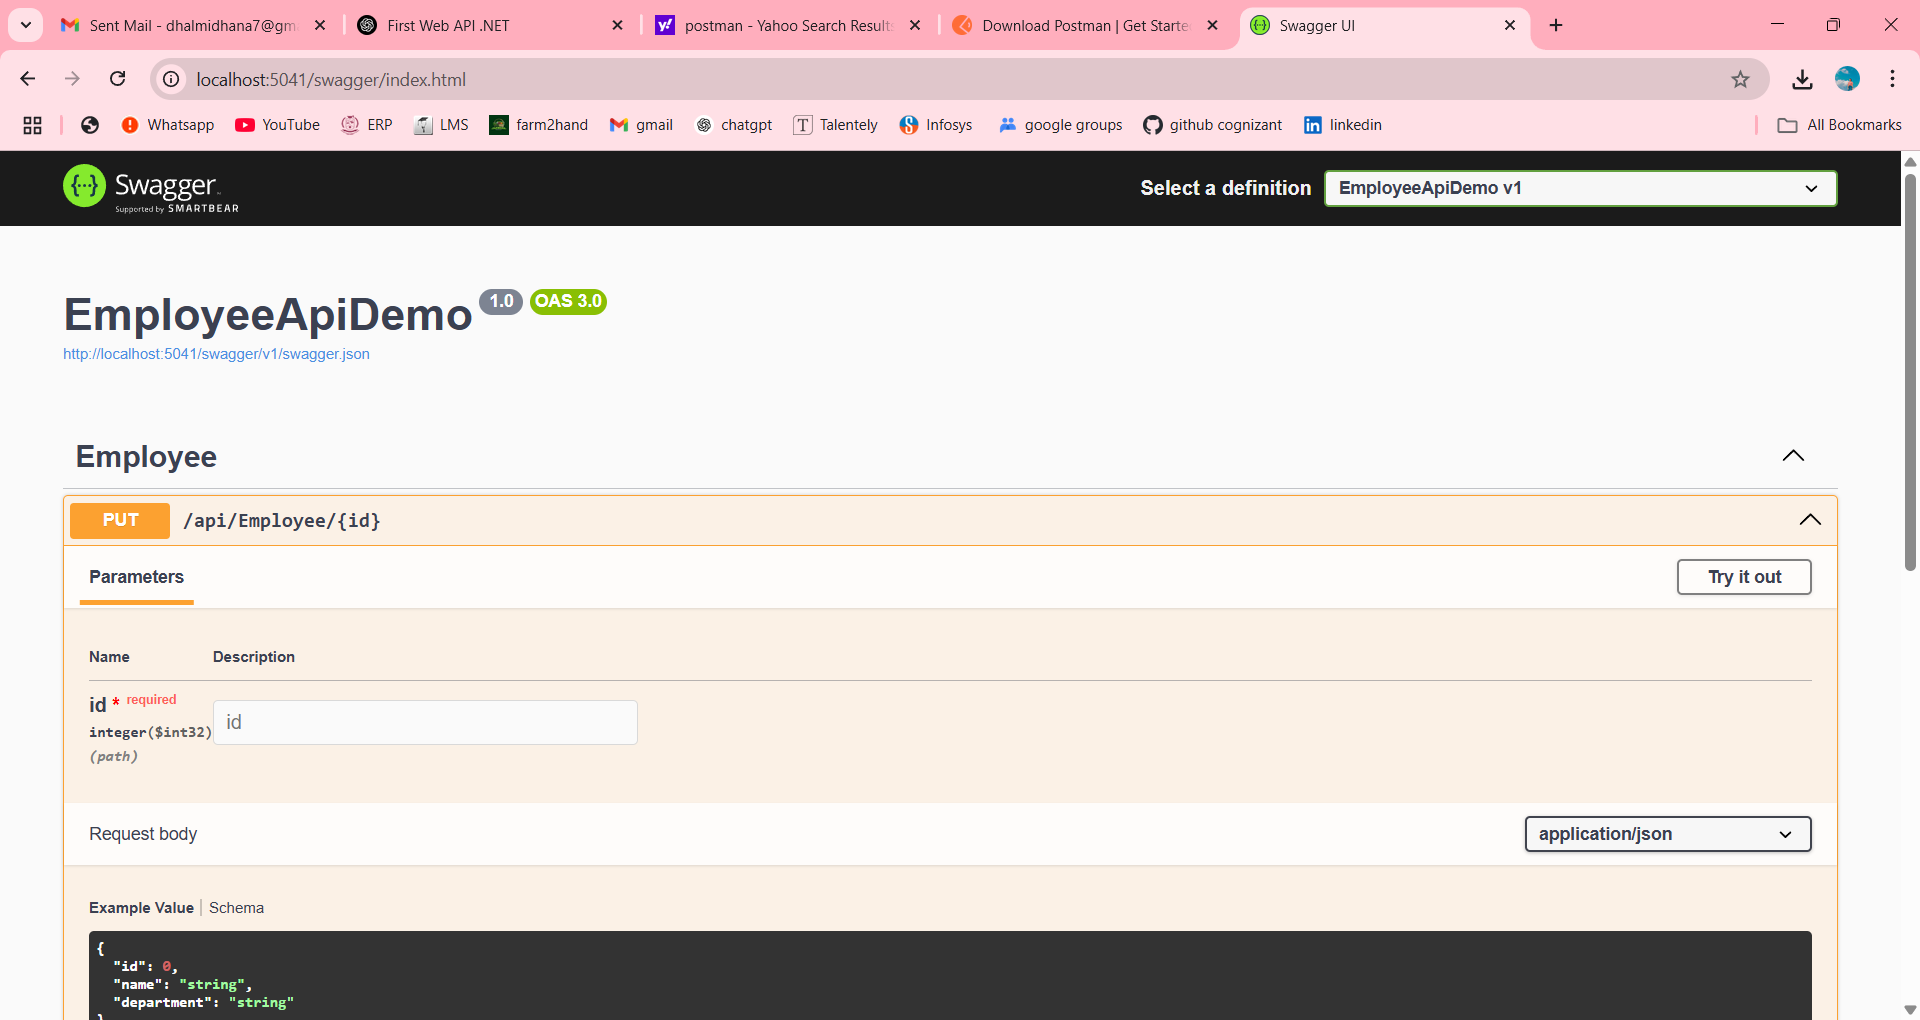 Sent Mail - dhalmidhana7@gm
First Web API .NET
postman - Yahoo Search Results
Download Postman | Get Starte
Swagger UI
localhost:5041/swagger/index.html
Whatsapp
YouTube
ERP
LMS
farm2hand
gmail
chatgpt
Talentely
Infosys
google groups
github cognizant
linkedin
All Bookmarks
Swagger
Supported by SMARTBEAR
Select a definition
EmployeeApiDemo v1
EmployeeApiDemo 1.0 OAS 3.0
http://localhost:5041/swagger/v1/swagger.json
Employee
PUT /api/Employee/{id}
Parameters
Try it out
Name Description
id * required
integer($int32)
(path)
id
Request body
application/json
Example Value | Schema
{
"id": 0,
"name": "string",
"department": "string"
}